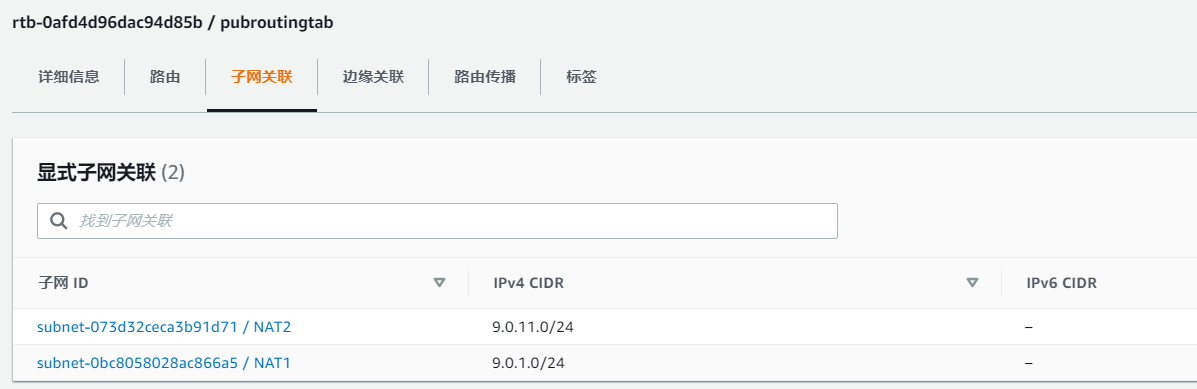 rtb-0afd4d96dac94d85b / pubroutingtab
详细信息 路由 子网关联 边缘关联 路由传播 标签
显式子网关联 (2)
找到子网关联
子网 ID IPv4 CIDR IPv6 CIDR
subnet-073d32ceca3b91d71 / NAT2 9.0.11.0/24 –
subnet-0bc8058028ac866a5 / NAT1 9.0.1.0/24 –